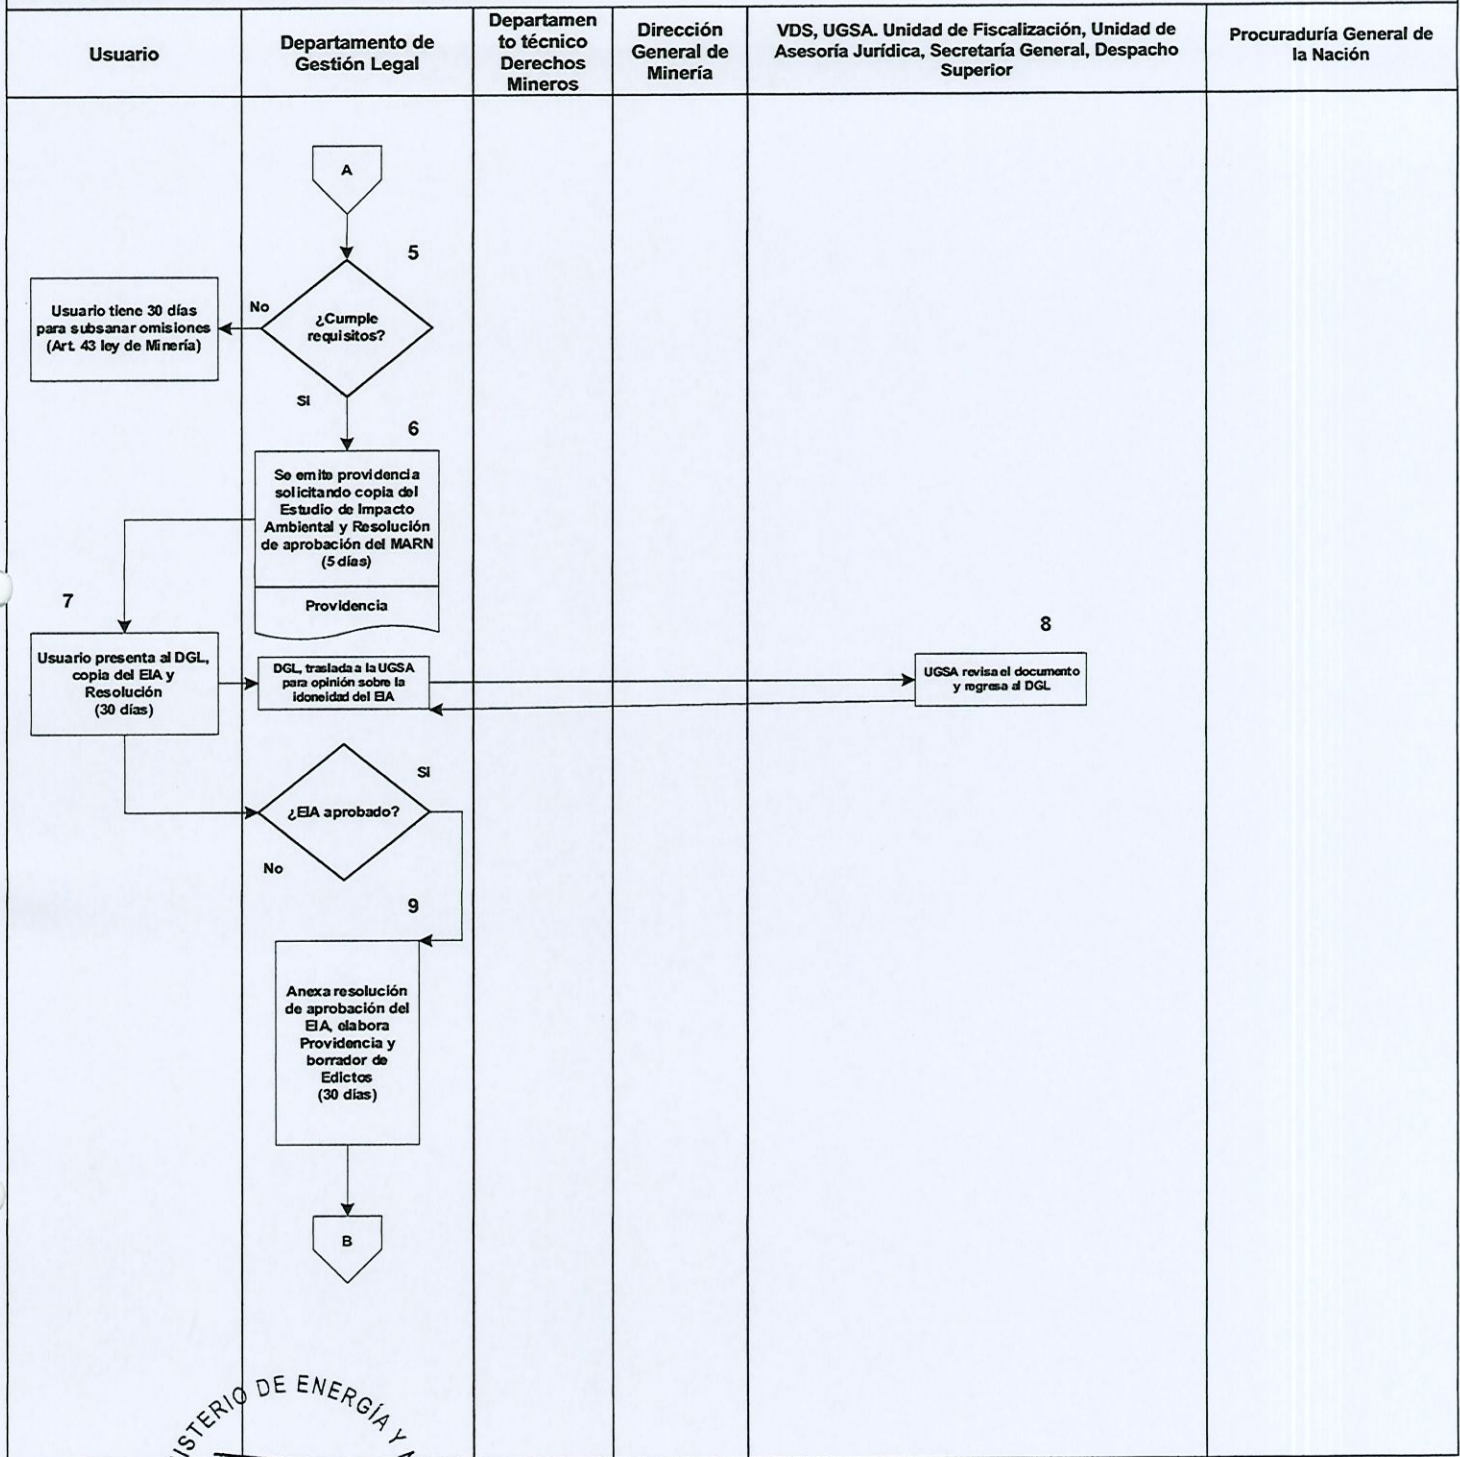 Usuario
Departamento de
Gestión Legal
Departamen
to técnico
Derechos
Mineros
Dirección
General de
Minería
VDS, UGSA. Unidad de Fiscalización, Unidad de
Asesoría Jurídica, Secretaría General, Despacho
Superior
Procuraduría General de
la Nación
A
5
¿Cumple
requisitos?
No
Usuario tiene 30 días
para subsanar omisiones
(Art. 43 ley de Minería)
SI
6
Se emite providencia
solicitando copia del
Estudio de Impacto
Ambiental y Resolución
de aprobación del MARN
(5 días)
Providencia
7
Usuario presenta al DGL,
copia del EIA y
Resolución
(30 días)
DGL, traslada a la UGSA
para opinión sobre la
idoneidad del EIA
8
UGSA revisa el documento
y regresa al DGL
¿EIA aprobado?
SI
No
9
Anexa resolución
de aprobación del
EIA, elabora
Providencia y
borrador de
Edictos
(30 días)
B
ISTERIO DE ENERGÍA Y